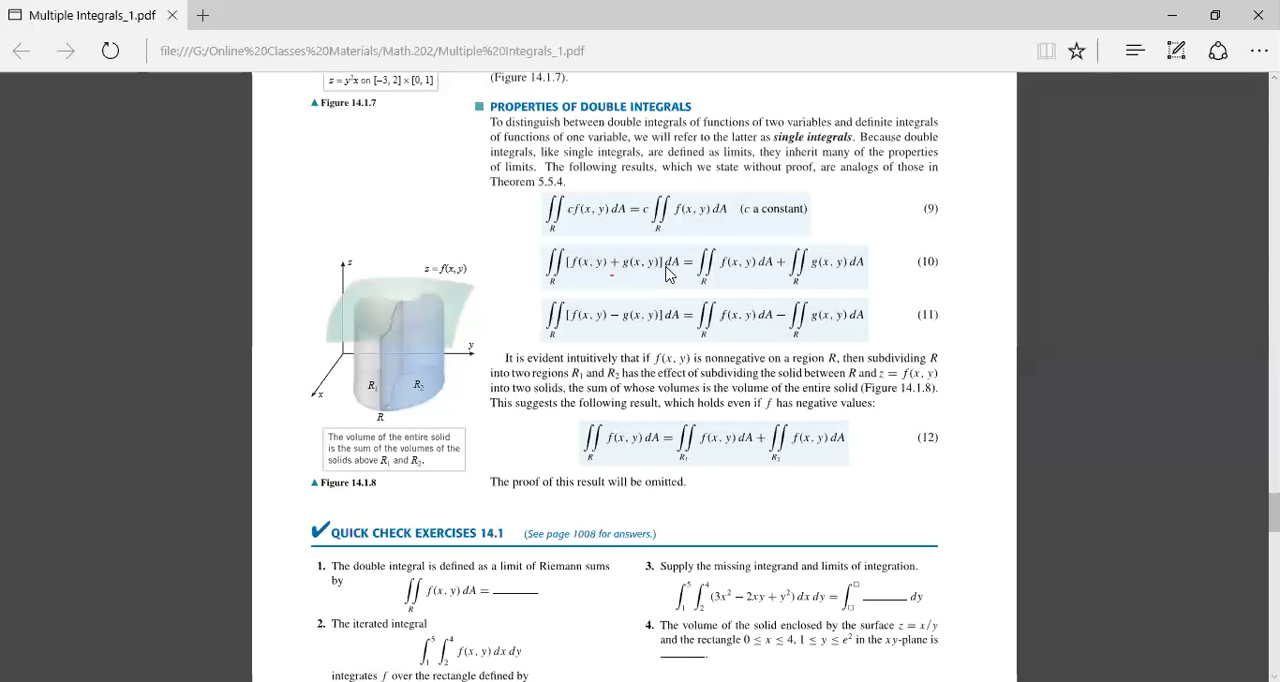 Multiple Integrals_1.pdf
file:///G:/Online%20Classes%20Materials/Math.202/Multiple%20Integrals_1.pdf
z = y²x on [−3, 2] × [0, 1]
▲ Figure 14.1.7
(Figure 14.1.7).
PROPERTIES OF DOUBLE INTEGRALS
To distinguish between double integrals of functions of two variables and definite integrals
of functions of one variable, we will refer to the latter as single integrals. Because double
integrals, like single integrals, are defined as limits, they inherit many of the properties
of limits. The following results, which we state without proof, are analogs of those in
Theorem 5.5.4.
∬_R cf(x, y) dA = c ∬_R f(x, y) dA (c a constant) (9)
∬_R [f(x, y) + g(x, y)] dA = ∬_R f(x, y) dA + ∬_R g(x, y) dA (10)
∬_R [f(x, y) − g(x, y)] dA = ∬_R f(x, y) dA − ∬_R g(x, y) dA (11)
z
z = f(x, y)
y
x
R₁
R₂
R
The volume of the entire solid
is the sum of the volumes of the
solids above R₁ and R₂.
▲ Figure 14.1.8
It is evident intuitively that if f(x, y) is nonnegative on a region R, then subdividing R
into two regions R₁ and R₂ has the effect of subdividing the solid between R and z = f(x, y)
into two solids, the sum of whose volumes is the volume of the entire solid (Figure 14.1.8).
This suggests the following result, which holds even if f has negative values:
∬_R f(x, y) dA = ∬_R₁ f(x, y) dA + ∬_R₂ f(x, y) dA (12)
The proof of this result will be omitted.
✔QUICK CHECK EXERCISES 14.1 (See page 1008 for answers.)
1. The double integral is defined as a limit of Riemann sums
by
∬_R f(x, y) dA = ______
2. The iterated integral
∫₁⁵ ∫₂⁴ f(x, y) dx dy
integrates f over the rectangle defined by
3. Supply the missing integrand and limits of integration.
∫₁⁵ ∫₂⁴ (3x² − 2xy + y²) dx dy = ∫_□^□ ______ dy
4. The volume of the solid enclosed by the surface z = x/y
and the rectangle 0 ≤ x ≤ 4, 1 ≤ y ≤ e² in the xy-plane is
______.